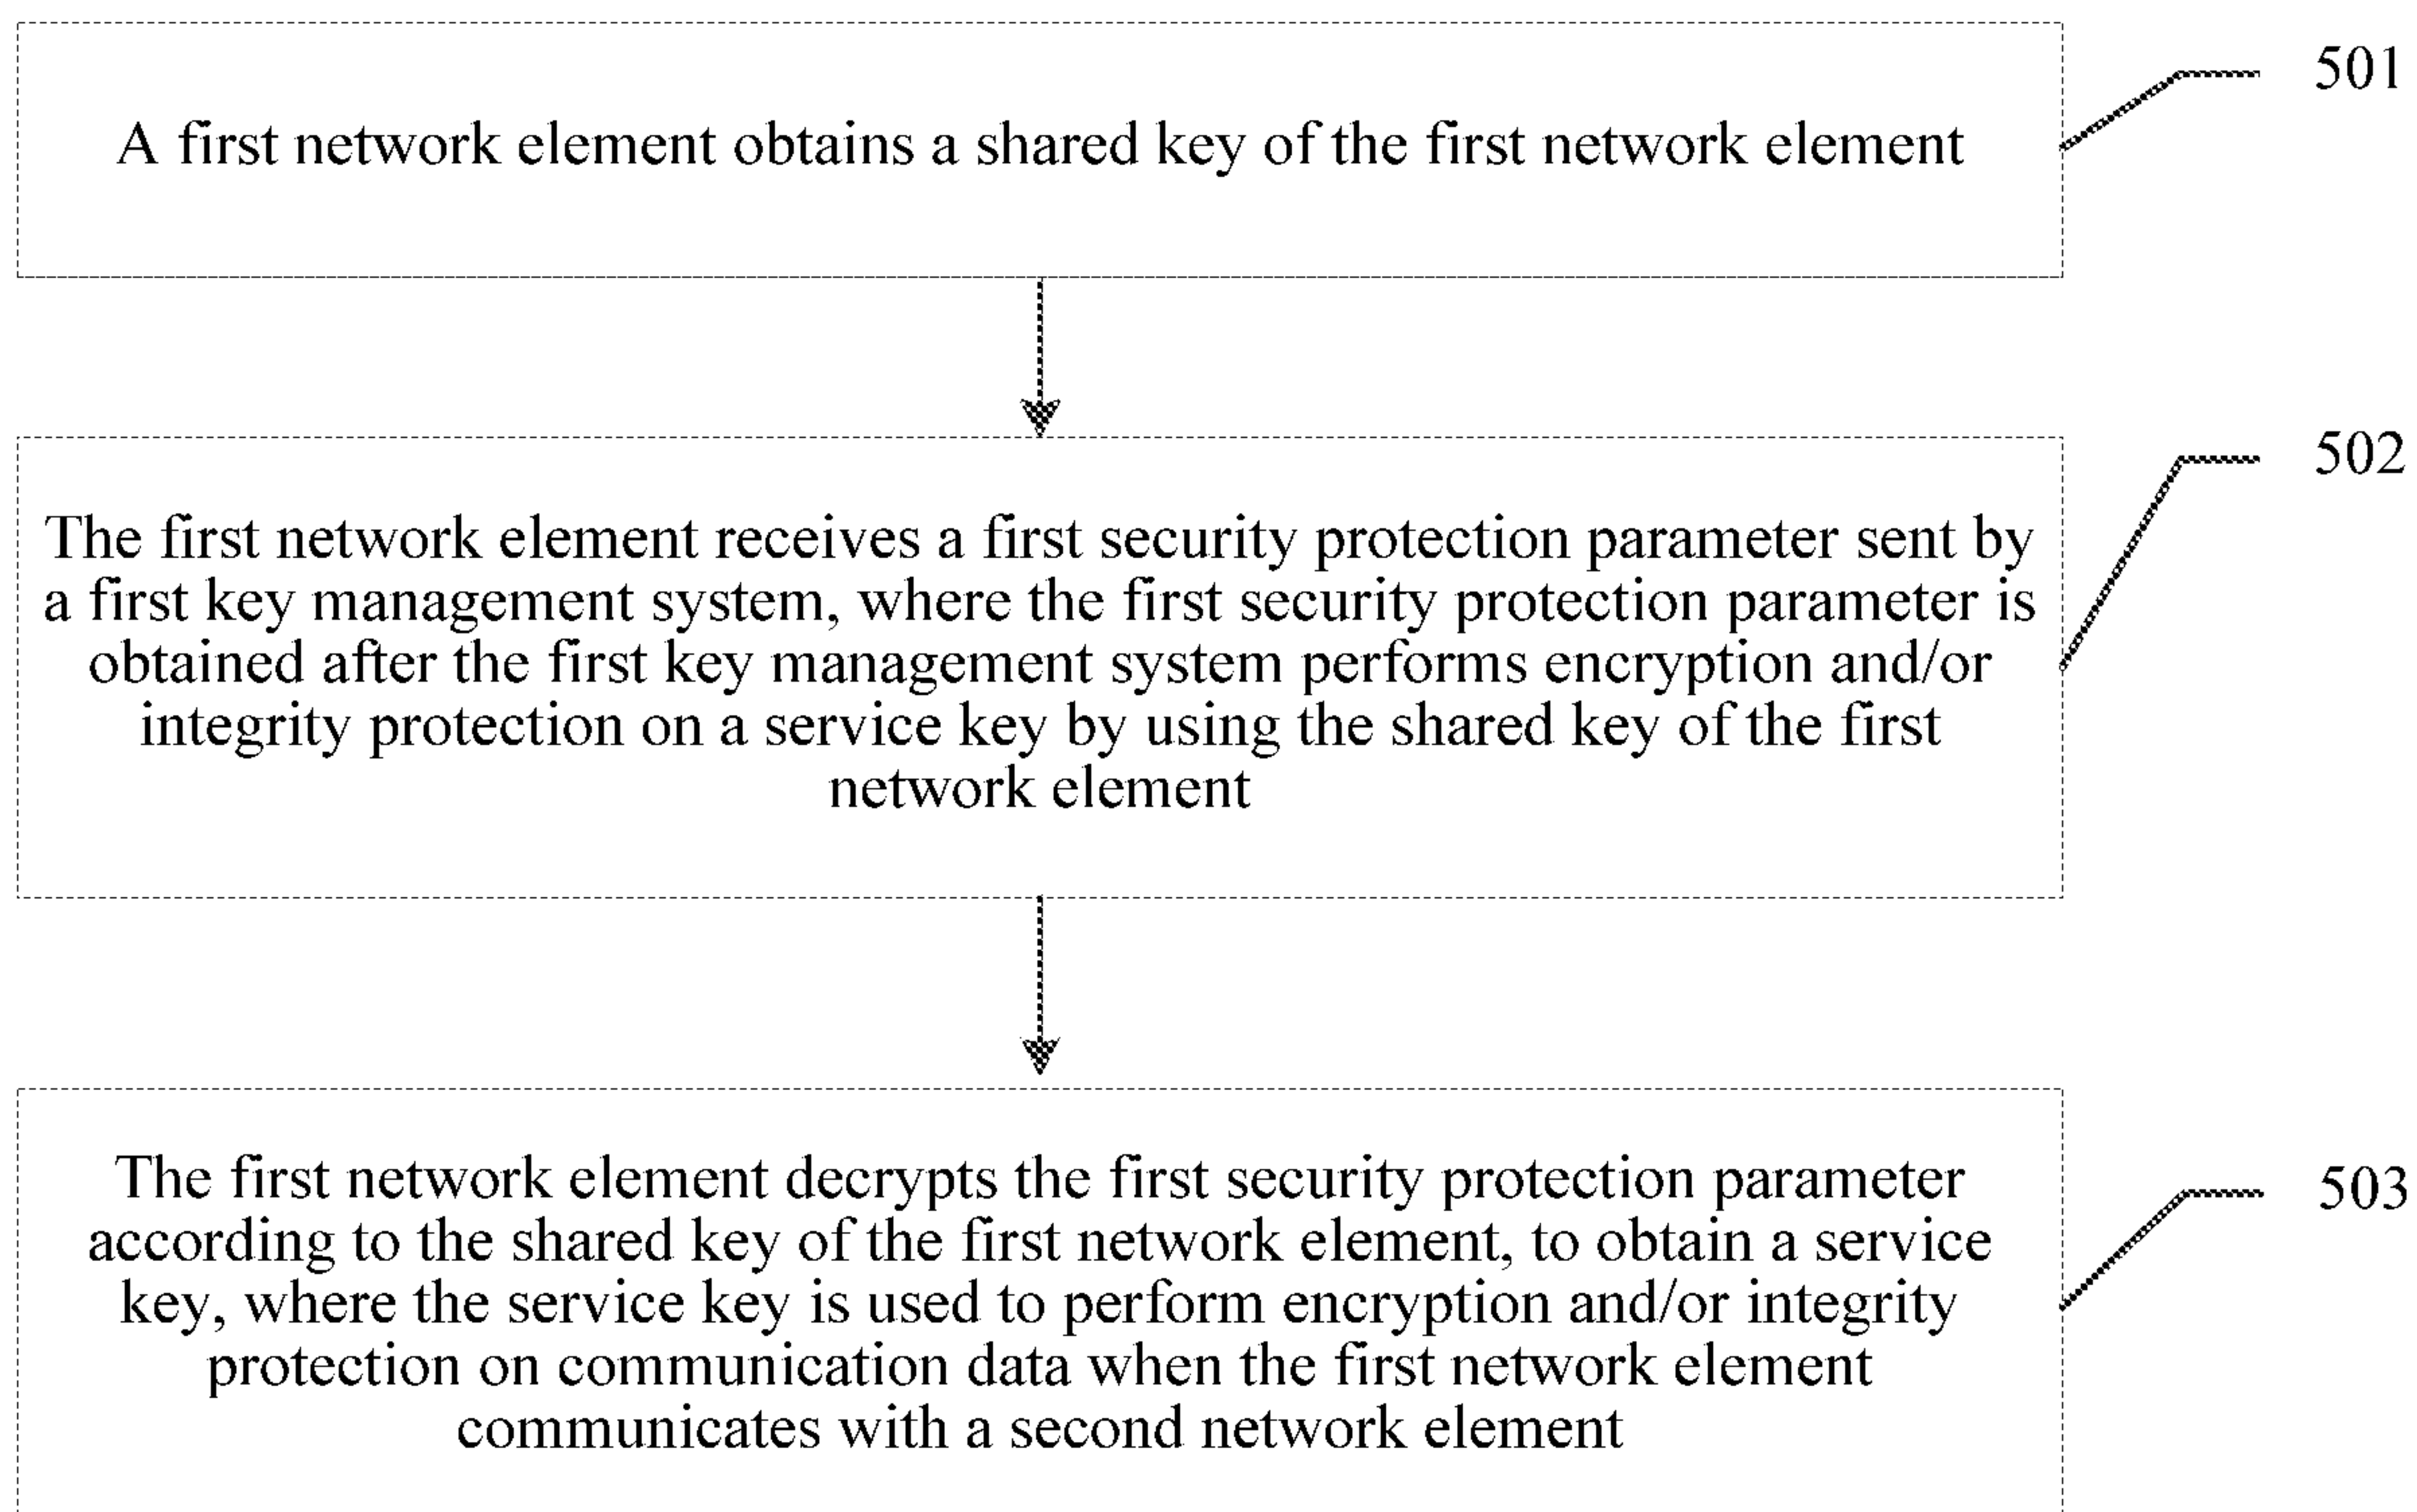 A first network element obtains a shared key of the first network element
501
The first network element receives a first security protection parameter sent by
a first key management system, where the first security protection parameter is
obtained after the first key management system performs encryption and/or
integrity protection on a service key by using the shared key of the first
network element
502
The first network element decrypts the first security protection parameter
according to the shared key of the first network element, to obtain a service
key, where the service key is used to perform encryption and/or integrity
protection on communication data when the first network element
communicates with a second network element
503